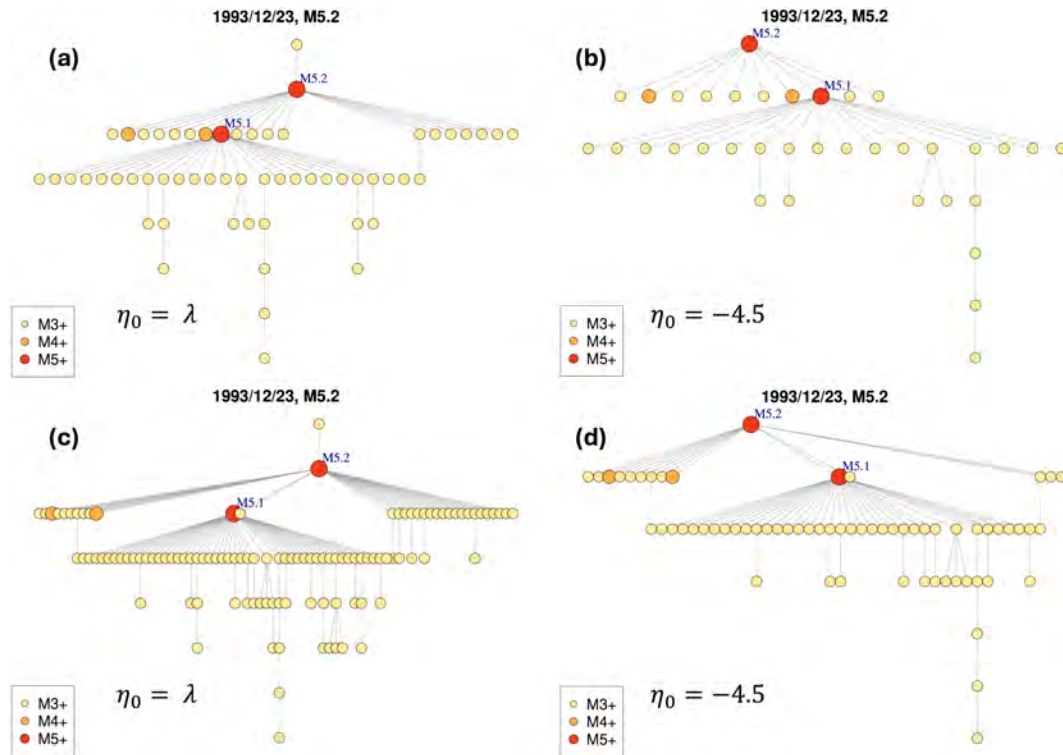 1993/12/23, M5.2
(a)
M5.2
M5.1
η₀ = λ
M3+
M4+
M5+
1993/12/23, M5.2
(b)
M5.2
M5.1
η₀ = −4.5
M3+
M4+
M5+
1993/12/23, M5.2
(c)
M5.2
M5.1
η₀ = λ
M3+
M4+
M5+
1993/12/23, M5.2
(d)
M5.2
M5.1
η₀ = −4.5
M3+
M4+
M5+